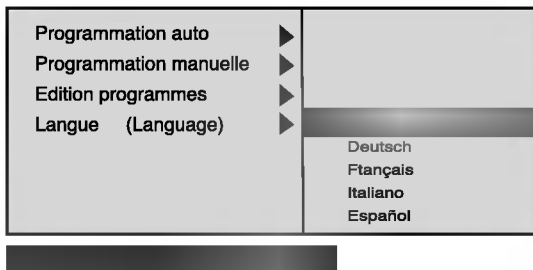 Programmation auto
Programmation manuelle
Edition programmes
Langue (Language)
Deutsch
Ftançais
Italiano
Español